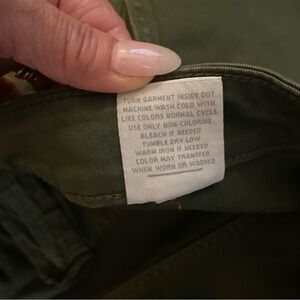 TURN GARMENT INSIDE OUT
MACHINE WASH COLD WITH
LIKE COLORS NORMAL CYCLE
USE ONLY NON-CHLORINE
BLEACH IF NEEDED
TUMBLE DRY LOW
WARM IRON IF NEEDED
COLOR MAY TRANSFER
WHEN WORN OR WASHED